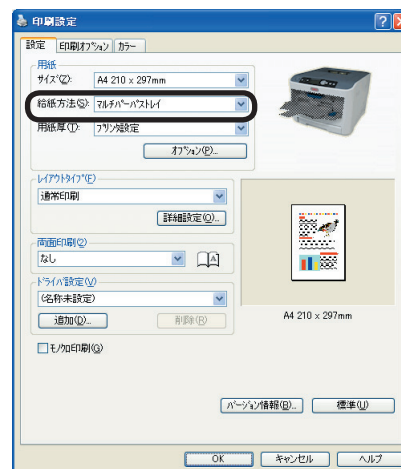 印刷設定
設定 印刷オプション カラー
用紙
サイズ(Z): A4 210 x 297mm
給紙方法(S): マルチパーパストレイ
用紙厚(T): プリンタ設定
オプション(P)...
レイアウトタイプ(F)
通常印刷
詳細設定(O)...
両面印刷(2)
なし
ドライバ設定(V)
(名称未設定)
追加(D)... 削除(R)
A4 210 x 297mm
モノクロ印刷(G)
バージョン情報(B)... 標準(U)
OK キャンセル ヘルプ